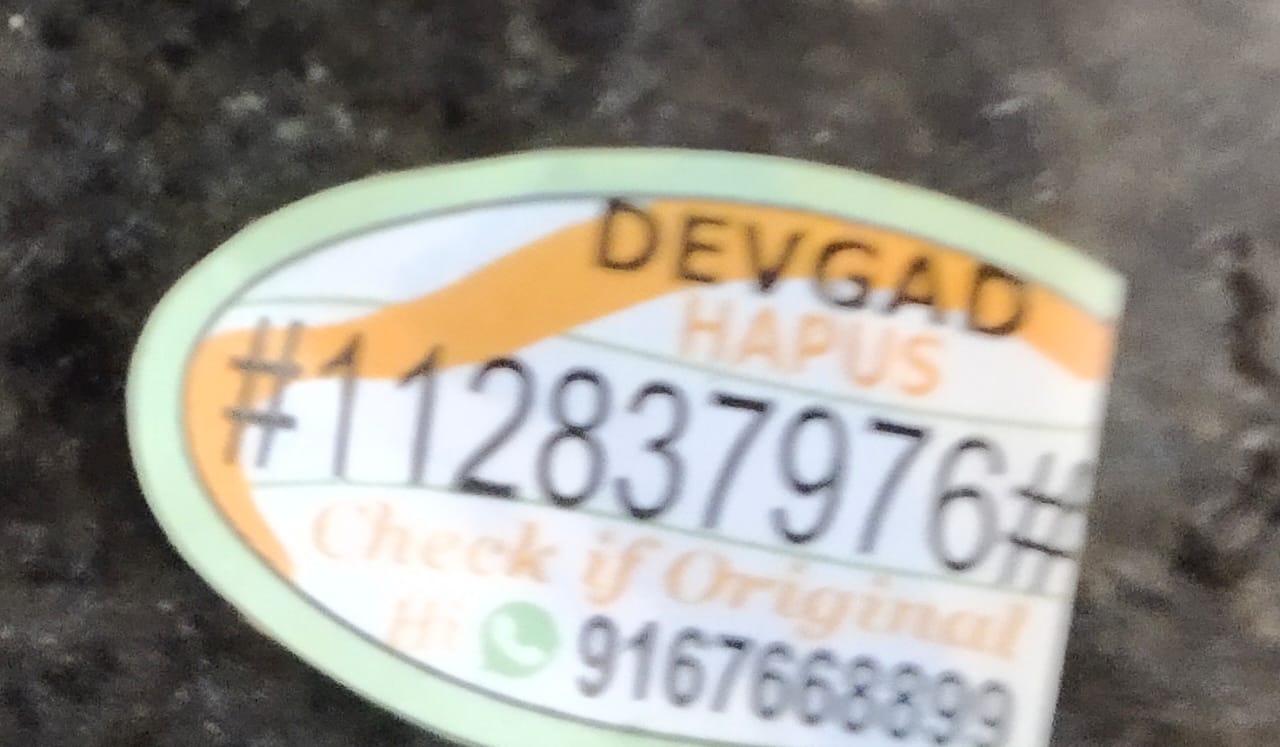 DEVGAD
HAPUS
#112837976#
Check if Original
Hi 9167668899